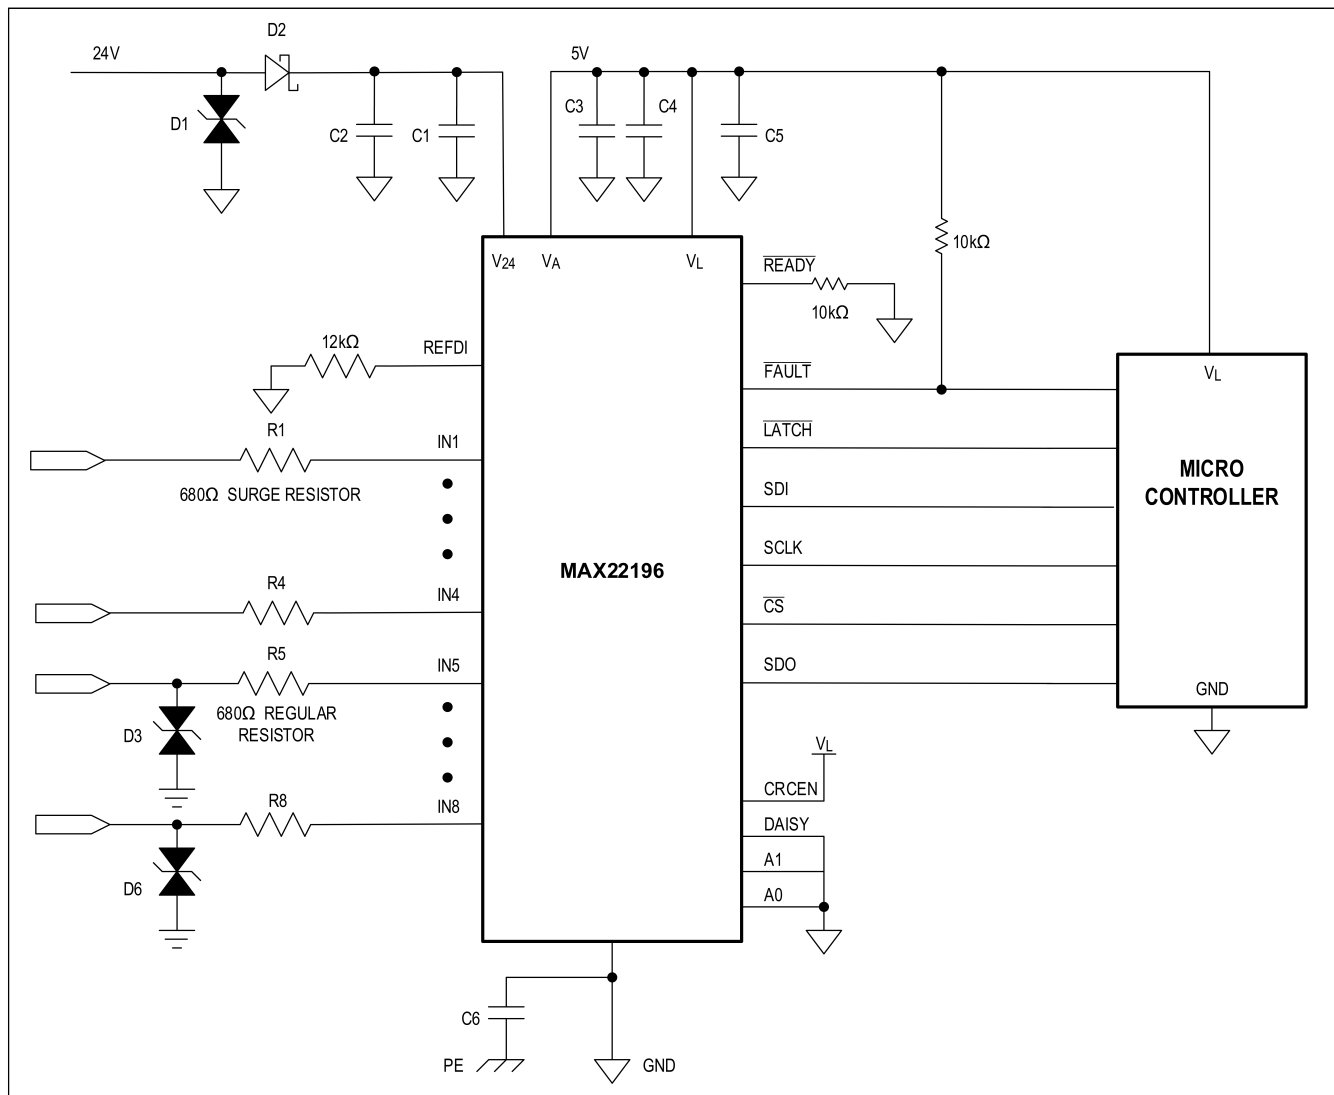 D2
24V
5V
D1
C2
C1
C3
C4
C5
10kΩ
V24
VA
VL
READY
10kΩ
12kΩ
REFDI
FAULT
VL
R1
IN1
LATCH
680Ω SURGE RESISTOR
MICRO
CONTROLLER
SDI
SCLK
MAX22196
R4
IN4
CS
R5
IN5
SDO
GND
680Ω REGULAR
RESISTOR
D3
VL
CRCEN
R8
IN8
DAISY
A1
D6
A0
C6
PE
GND